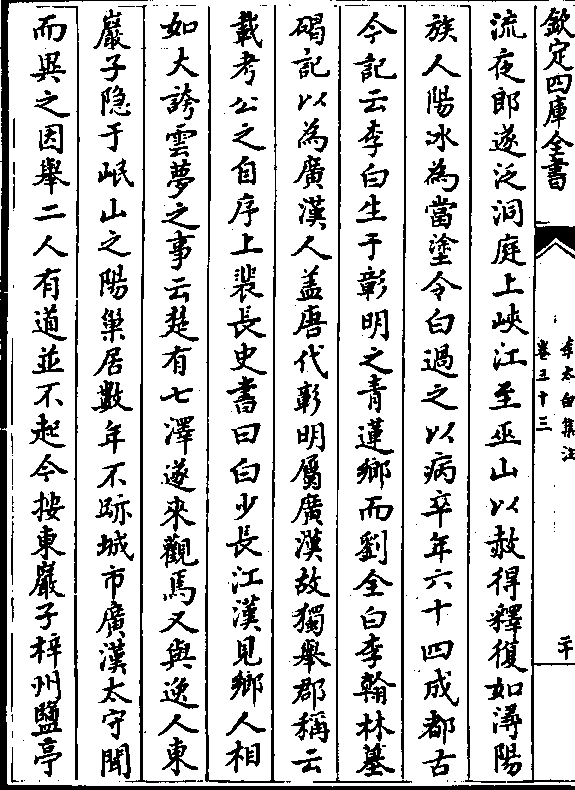 欽定四庫全書
李太白集注
卷三十三
二十
流夜郎遂泛洞庭上峽江至巫山以赦得釋復如潯陽
族人陽冰為當塗令白過之以病卒年六十四成都古
今記云李白生于彰明之青蓮鄉而劉全白李翰林墓
碣記以為廣漢人盖唐代彰明屬廣漢故獨舉郡稱云
載考公之自序上裴長史書曰白少長江漢見鄉人相
如大誇雲夢之事云楚有七澤遂來觀焉又與逸人東
巖子隐于岷山之陽巢居數年不跡城市廣漢太守聞
而異之因舉二人有道並不起今按東巖子梓州鹽亭